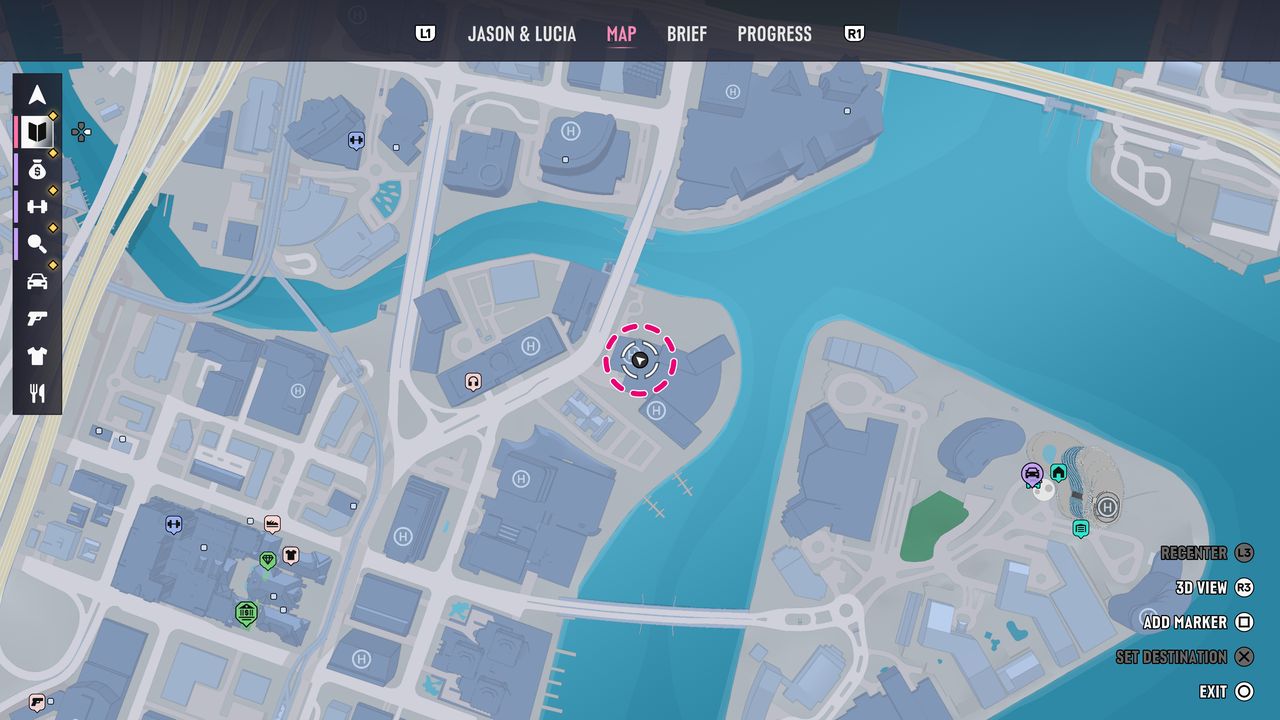 L1 JASON & LUCIA MAP BRIEF PROGRESS R1
H
H
H
H
H
H
H
H
H
H
H
H
RECENTER L3
3D VIEW R3
ADD MARKER
SET DESTINATION
EXIT